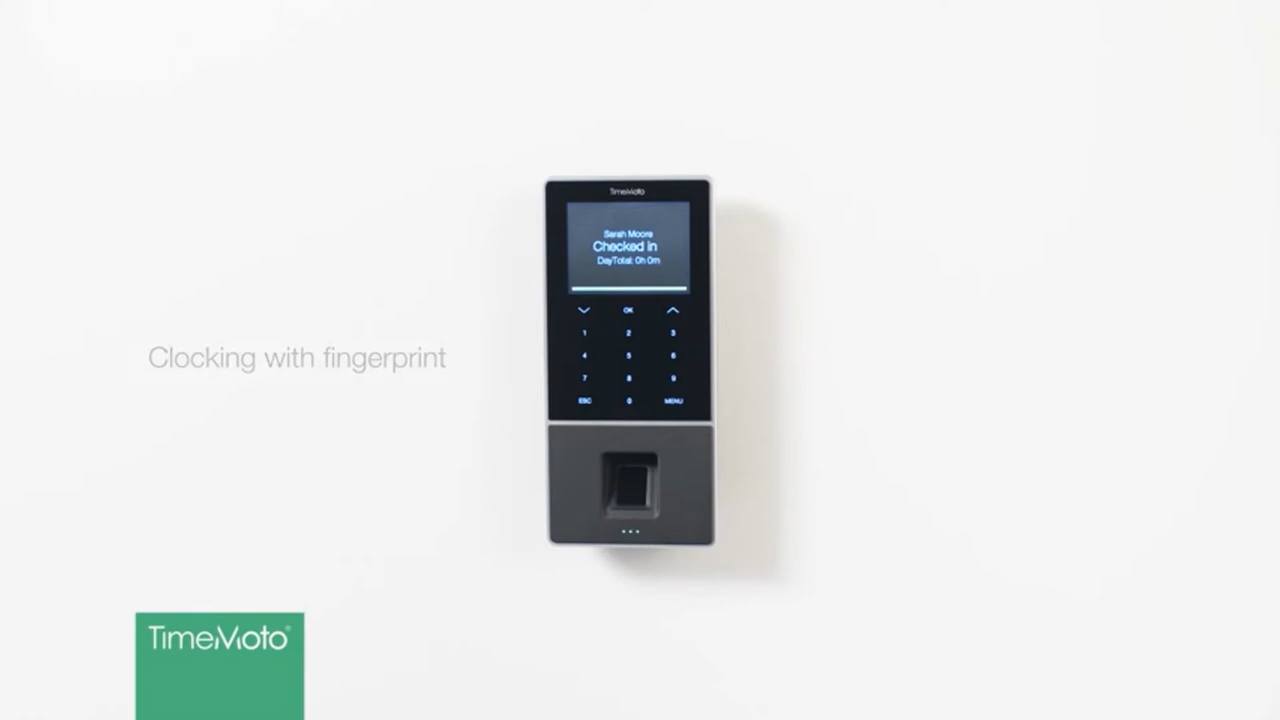 TimeMoto
Sarah Moore
Checked in
DayTotal: 0h 0m
OK
1 2 3
4 5 6
7 8 9
ESC 0 MENU
Clocking with fingerprint
TimeMoto®